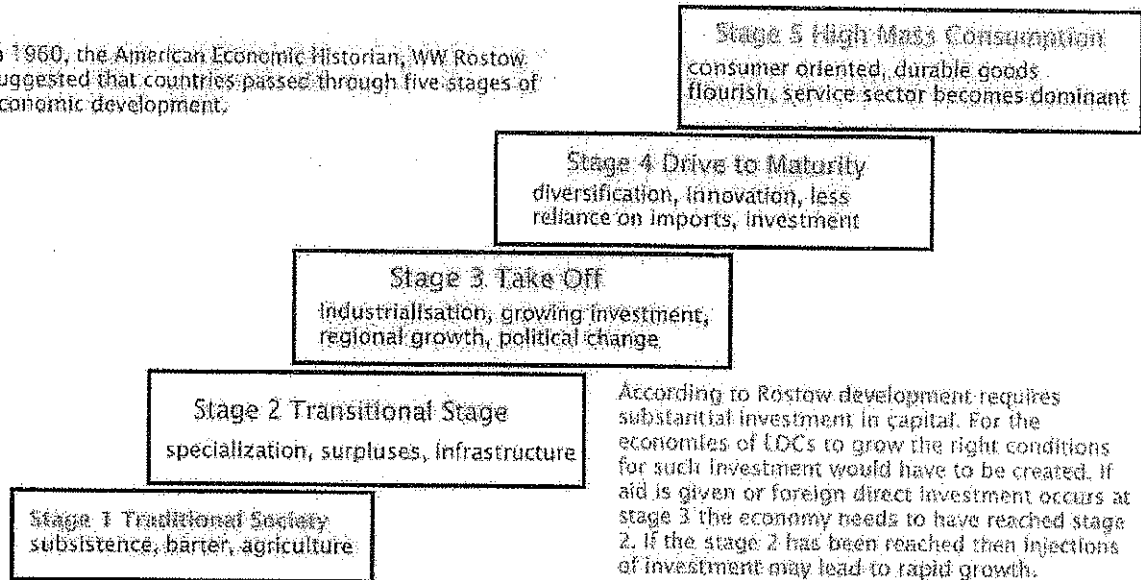 1960, the American Economic Historian, WW Rostow
suggested that countries passed through five stages of
economic development.
Stage 5 High Mass Consumption
consumer oriented, durable goods
flourish, service sector becomes dominant
Stage 4 Drive to Maturity
diversification, innovation, less
reliance on imports, investment
Stage 3 Take Off
Industrialisation, growing investment,
regional growth, political change
Stage 2 Transitional Stage
specialization, surpluses, infrastructure
Stage 1 Traditional Society
subsistence, barter, agriculture
According to Rostow development requires
substantial investment in capital. For the
economies of LDCs to grow the right conditions
for such investment would have to be created. If
aid is given or foreign direct investment occurs at
stage 3 the economy needs to have reached stage
2. If the stage 2 has been reached then injections
of investment may lead to rapid growth.